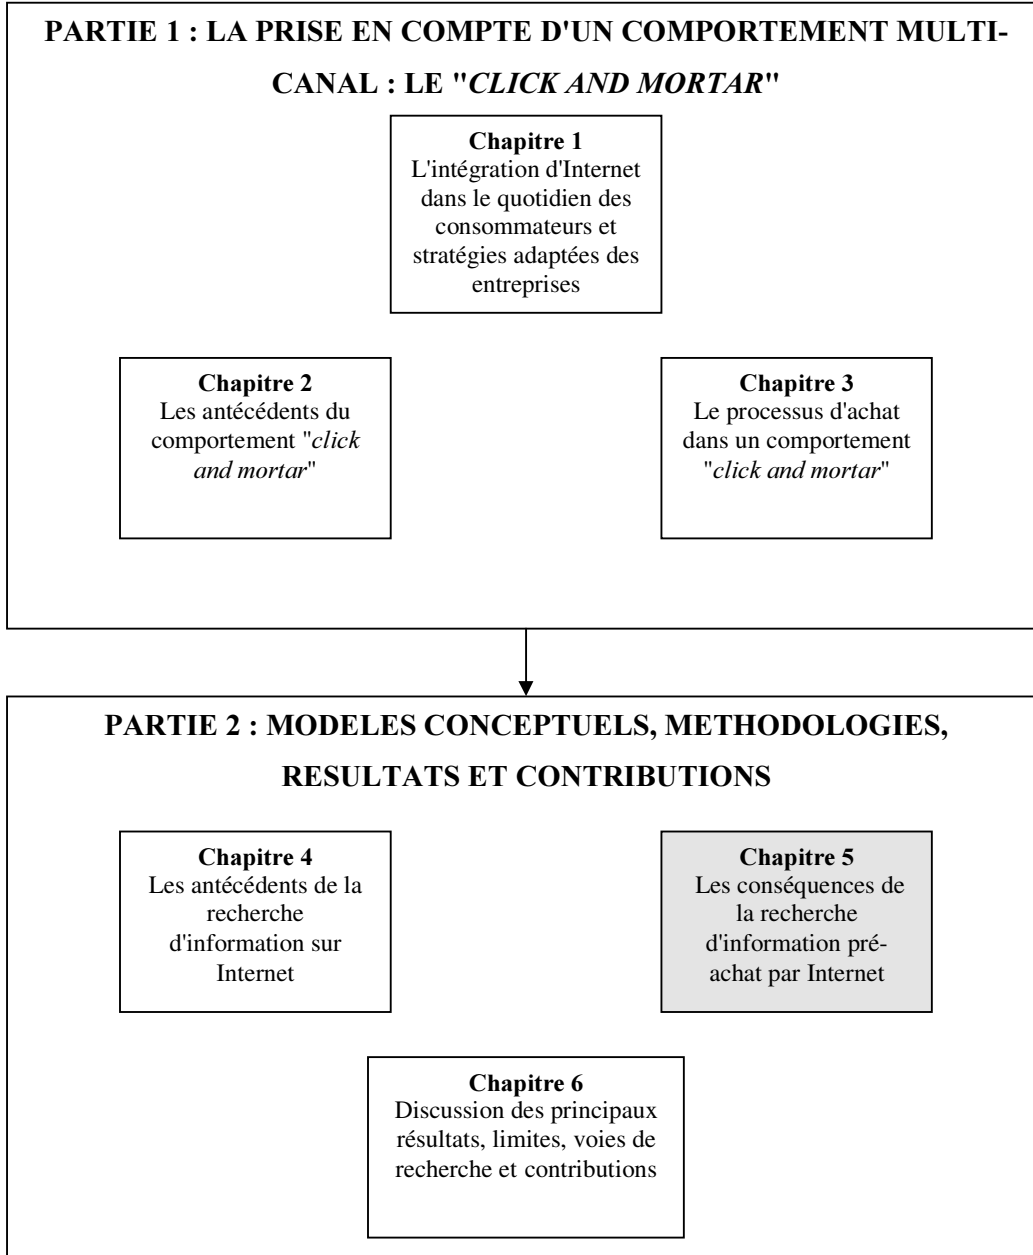 PARTIE 1 : LA PRISE EN COMPTE D'UN COMPORTEMENT MULTI-
CANAL : LE "CLICK AND MORTAR"
Chapitre 1
L'intégration d'Internet
dans le quotidien des
consommateurs et
stratégies adaptées des
entreprises
Chapitre 2
Les antécédents du
comportement "click
and mortar"
Chapitre 3
Le processus d'achat
dans un comportement
"click and mortar"
PARTIE 2 : MODELES CONCEPTUELS, METHODOLOGIES,
RESULTATS ET CONTRIBUTIONS
Chapitre 4
Les antécédents de la
recherche
d'information sur
Internet
Chapitre 5
Les conséquences de
la recherche
d'information pré-
achat par Internet
Chapitre 6
Discussion des principaux
résultats, limites, voies de
recherche et contributions